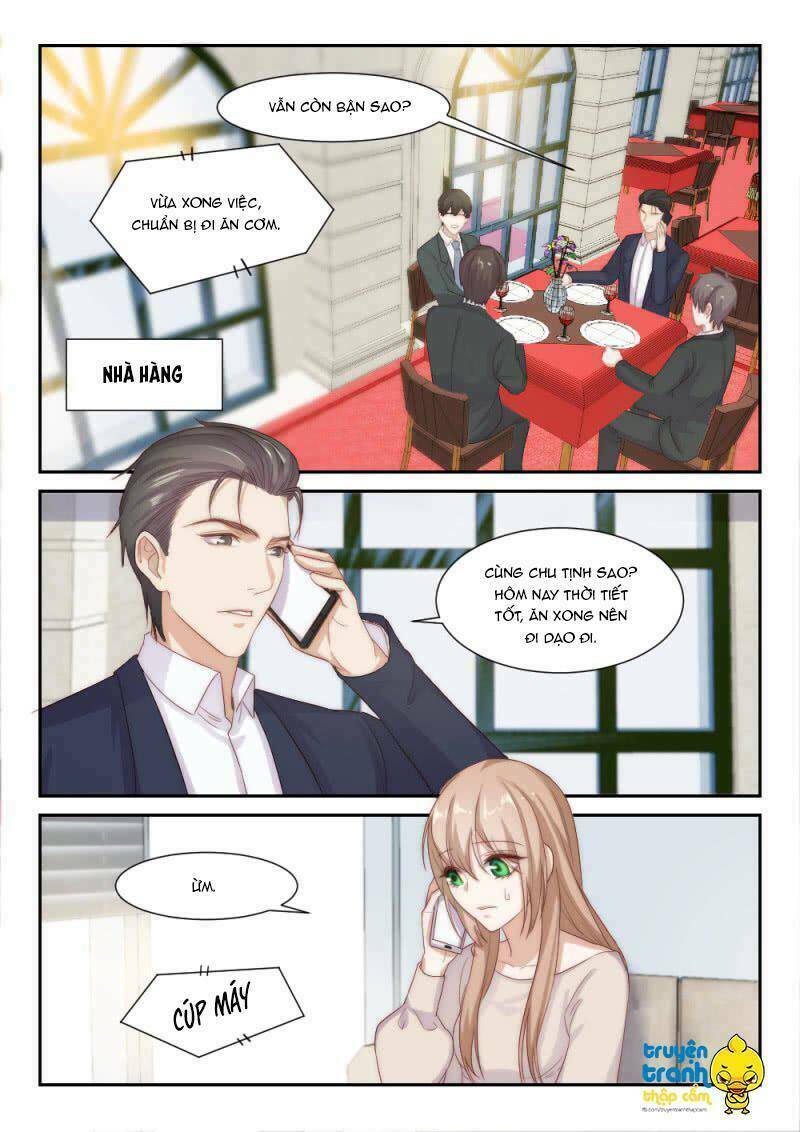 VẪN CÒN BẬN SAO?
VỪA XONG VIỆC,
CHUẨN BỊ ĐI ĂN CƠM.
NHÀ HÀNG
CÙNG CHU TỊNH SAO?
HÔM NAY THỜI TIẾT
TỐT, ĂN XONG NÊN
ĐI DẠO ĐI.
ỪM.
CÚP MÁY
truyện
tranh
thập cẩm